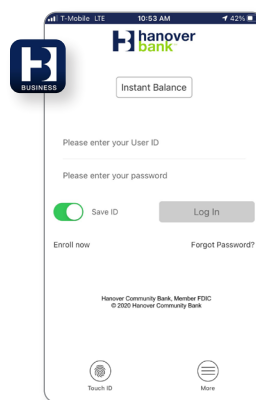 T-Mobile LTE 10:53 AM 42%
hanover
bank
BUSINESS
Instant Balance
Please enter your User ID
Please enter your password
Save ID
Log In
Enroll now
Forgot Password?
Hanover Community Bank, Member FDIC
© 2020 Hanover Community Bank
Touch ID
More